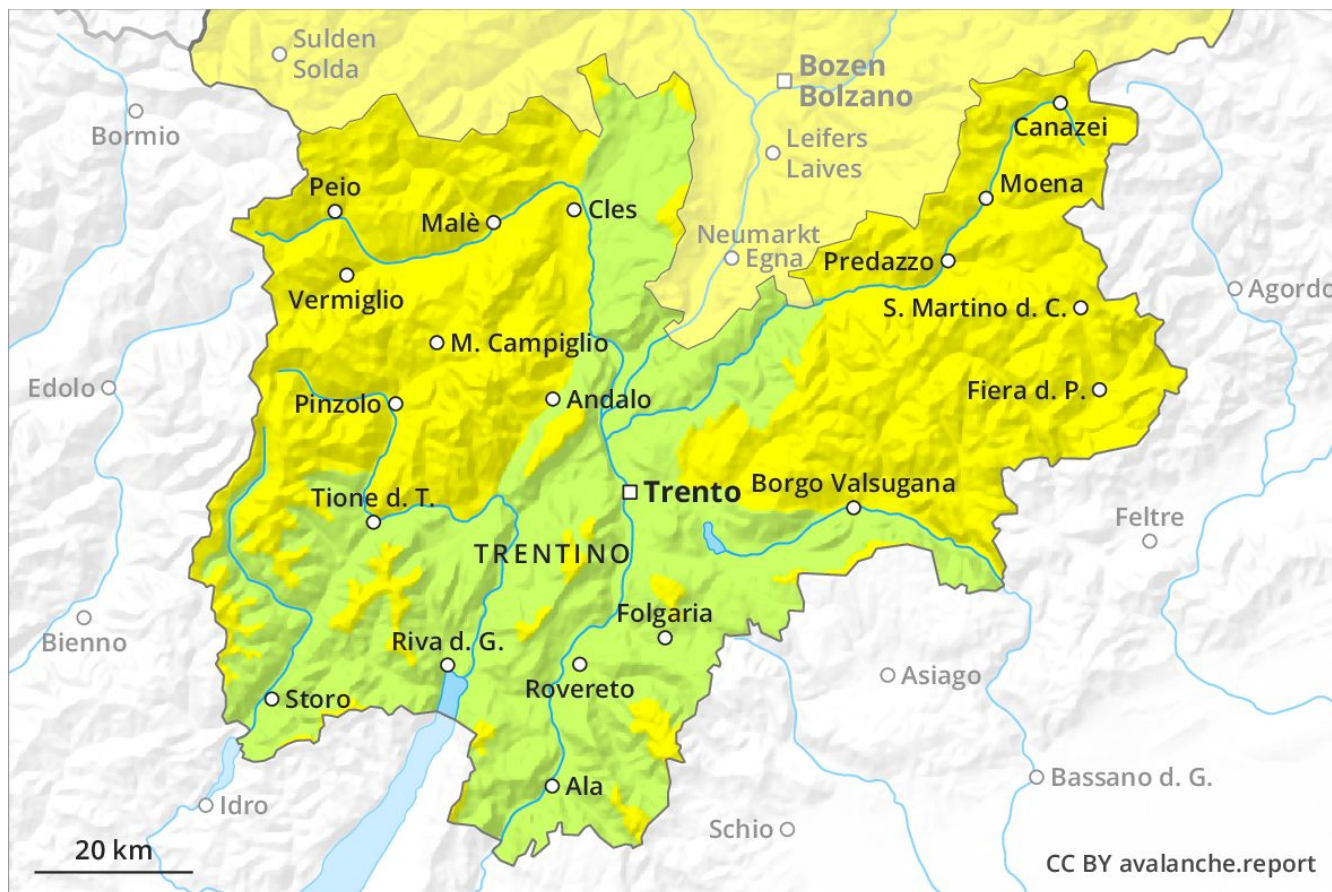 Sulden
Solda
Bozen
Bolzano
Bormio
Canazei
Leifers
Laives
Peio
Moena
Malè
Cles
Neumarkt
Egna
Predazzo
Vermiglio
S. Martino d. C.
Agordo
M. Campiglio
Edolo
Pinzolo
Andalo
Fiera d. P.
Tione d. T.
Trento
Borgo Valsugana
Feltre
TRENTINO
Bienno
Folgaria
Riva d. G.
Asiago
Storo
Rovereto
Bassano d. G.
Ala
Idro
Schio
20 km
CC BY avalanche.report